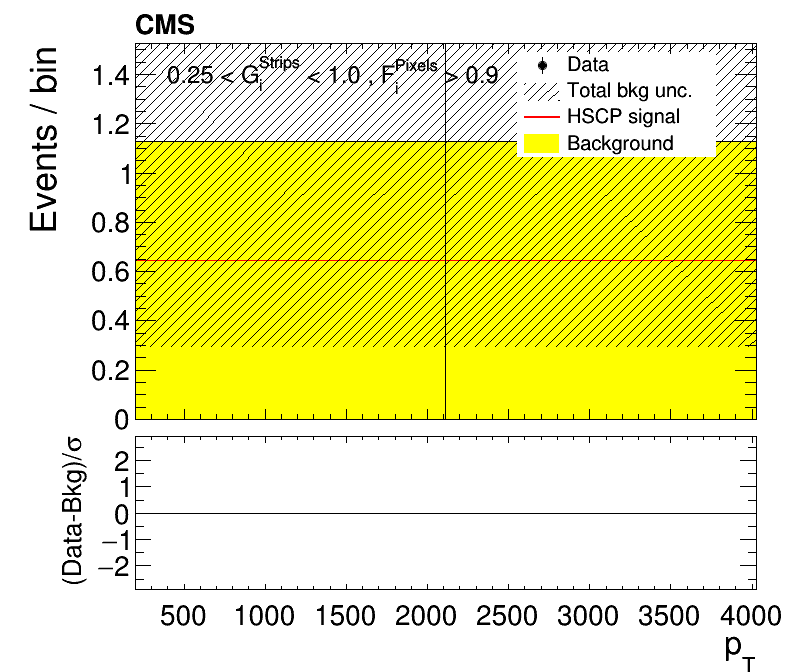 CMS
Events / bin
0.25 < G_i^Strips < 1.0 , F_i^Pixels > 0.9
Data
Total bkg unc.
HSCP signal
Background
1.4
1.2
1
0.8
0.6
0.4
0.2
0
(Data-Bkg)/σ
2
1
0
−1
−2
500 1000 1500 2000 2500 3000 3500 4000
p_T